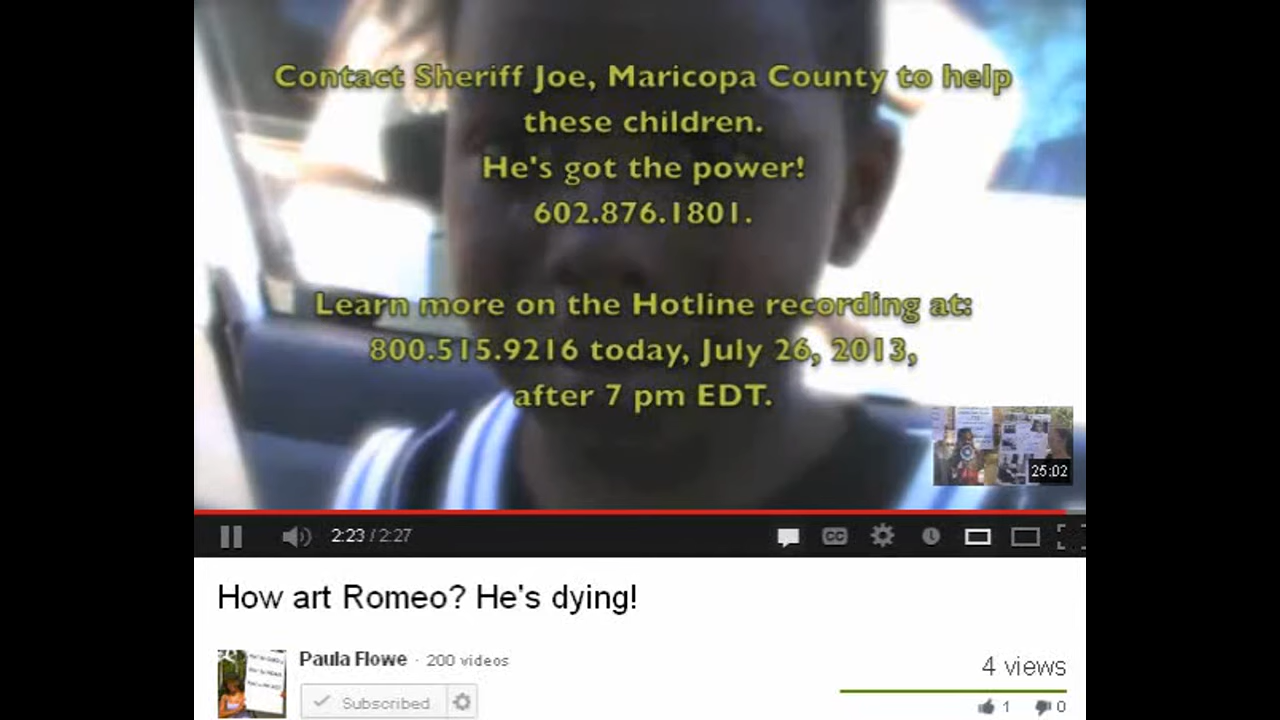 Contact Sheriff Joe, Maricopa County to help
these children.
He's got the power!
602.876.1801.
Learn more on the Hotline recording at:
800.515.9216 today, July 26, 2013,
after 7 pm EDT.
25:02
2:23 / 2:27
CC
How art Romeo? He's dying!
Paula Flowe · 200 videos
4 views
Subscribed
1 0